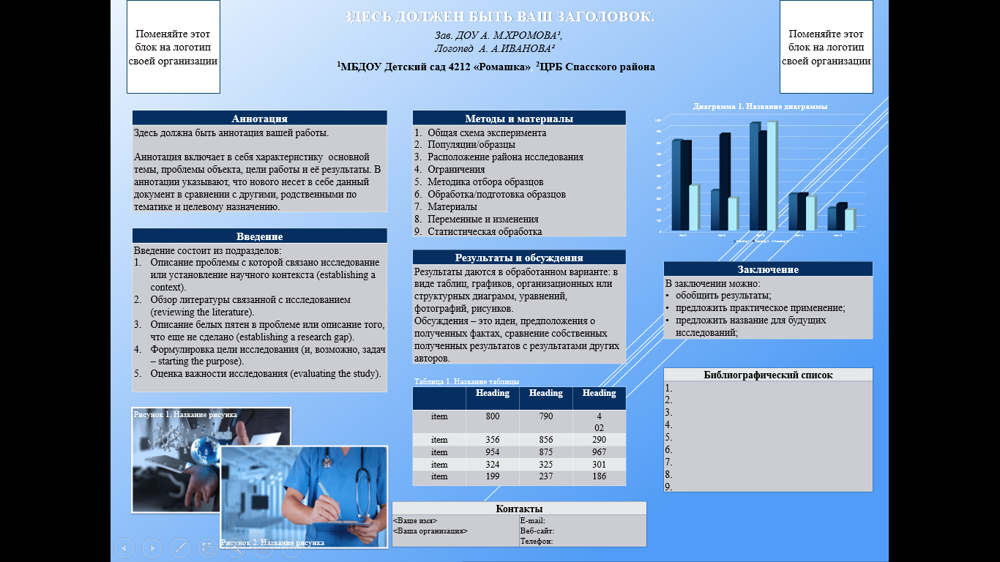 Поменяйте этот
блок на логотип
своей организации
ЗДЕСЬ ДОЛЖЕН БЫТЬ ВАШ ЗАГОЛОВОК.
Зав. ДОУ А. М.ХРОМОВА¹,
Логопед А. А.ИВАНОВА²
¹МБДОУ Детский сад 4212 «Ромашка» ²ЦРБ Спасского района
Поменяйте этот
блок на логотип
своей организации
Аннотация
Здесь должна быть аннотация вашей работы.
Аннотация включает в себя характеристику основной
темы, проблемы объекта, цели работы и её результаты. В
аннотации указывают, что нового несет в себе данный
документ в сравнении с другими, родственными по
тематике и целевому назначению.
Введение
Введение состоит из подразделов:
1. Описание проблемы с которой связано исследование
или установление научного контекста (establishing a
context).
2. Обзор литературы связанной с исследованием
(reviewing the literature).
3. Описание белых пятен в проблеме или описание того,
что еще не сделано (establishing a research gap).
4. Формулировка цели исследования (и, возможно, задач
– starting the purpose).
5. Оценка важности исследования (evaluating the study).
Рисунок 1. Название рисунка
Рисунок 2. Название рисунка
Методы и материалы
1. Общая схема эксперимента
2. Популяции/образцы
3. Расположение района исследования
4. Ограничения
5. Методика отбора образцов
6. Обработка/подготовка образцов
7. Материалы
8. Переменные и изменения
9. Статистическая обработка
Результаты и обсуждения
Результаты даются в обработанном варианте: в
виде таблиц, графиков, организационных или
структурных диаграмм, уравнений,
фотографий, рисунков.
Обсуждения – это идеи, предположения о
полученных фактах, сравнение собственных
полученных результатов с результатами других
авторов.
Таблица 1. Название таблицы
Heading Heading Heading
item 800 790 4
02
item 356 856 290
item 954 875 967
item 324 325 301
item 199 237 186
Контакты
<Ваше имя>
<Ваша организация>
E-mail:
Веб-сайт:
Телефон:
Диаграмма 1. Название диаграммы
Заключение
В заключении можно:
• обобщить результаты;
• предложить практическое применение;
• предложить название для будущих
исследований;
Библиографический список
1.
2.
3.
4.
5.
6.
7.
8.
9.